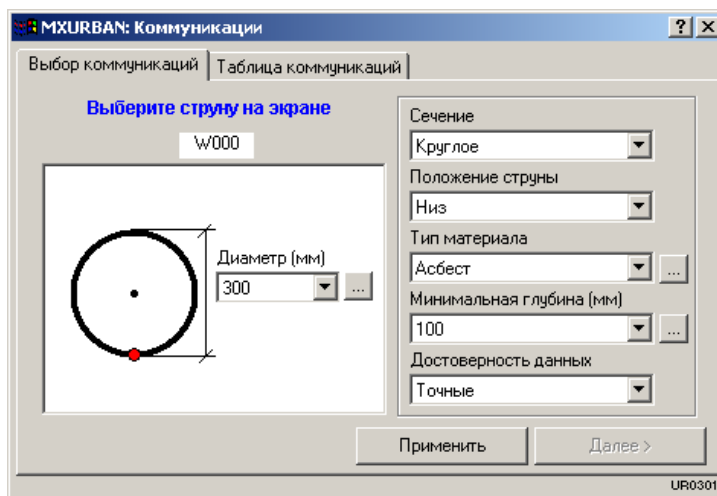 MXURBAN: Коммуникации
Выбор коммуникаций
Таблица коммуникаций
Выберите струну на экране
W000
Диаметр (мм)
300
...
Сечение
Круглое
Положение струны
Низ
Тип материала
Асбест
...
Минимальная глубина (мм)
100
...
Достоверность данных
Точные
Применить
Далее >
UR0301